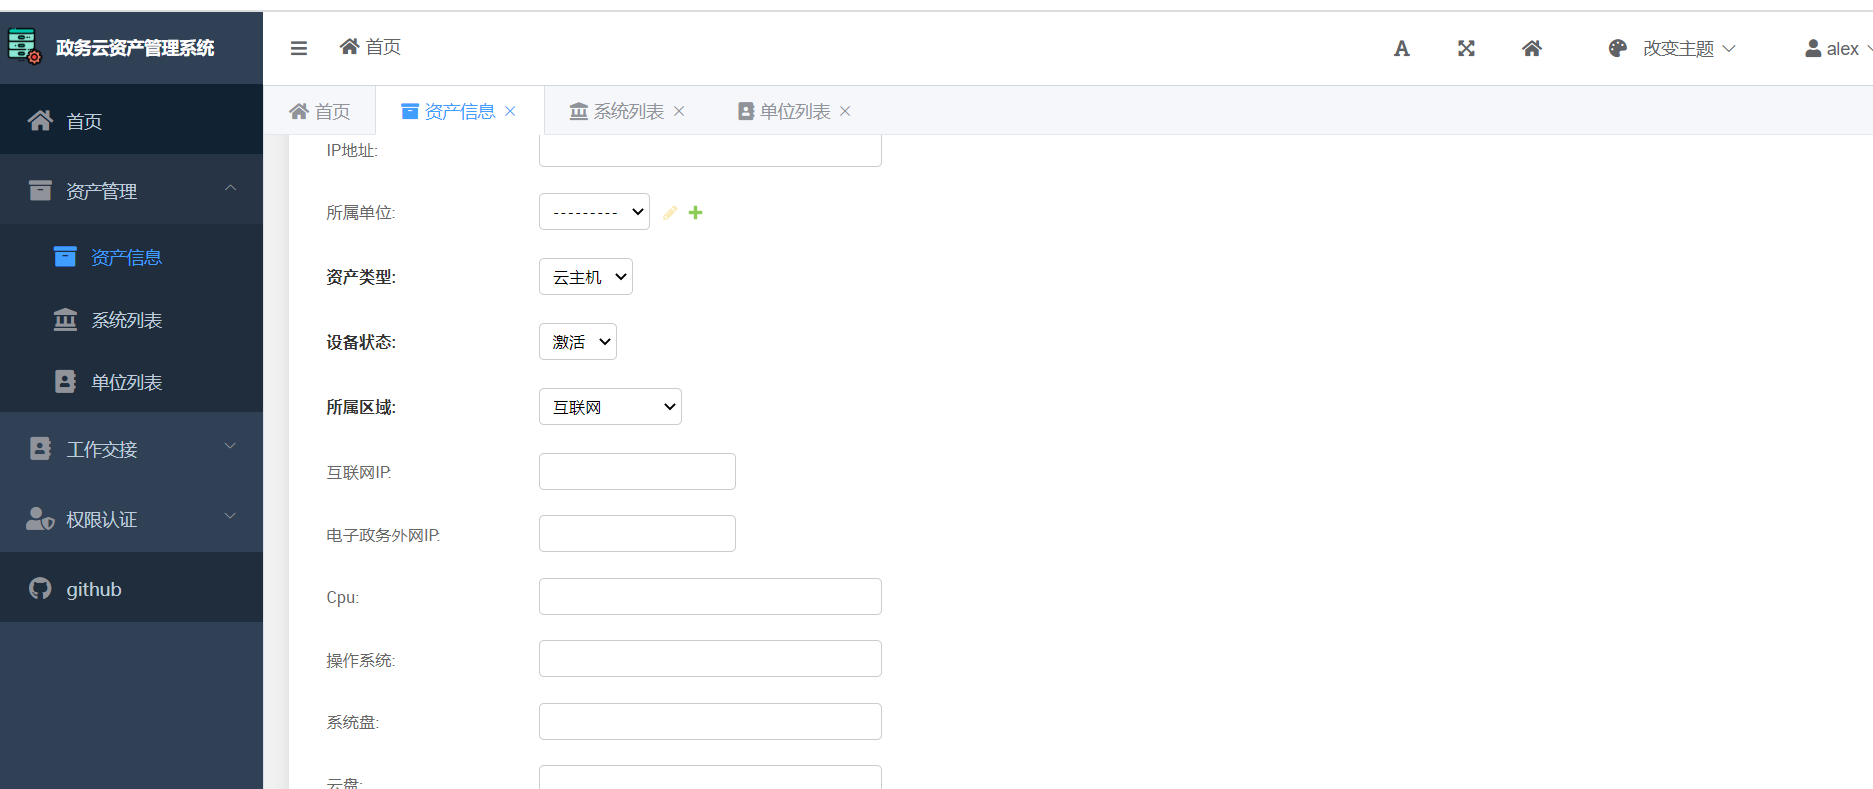 政务云资产管理系统
首页
改变主题
alex
首页
资产信息
系统列表
单位列表
首页
资产管理
资产信息
系统列表
单位列表
工作交接
权限认证
github
IP地址:
所属单位: ---------
资产类型: 云主机
设备状态: 激活
所属区域: 互联网
互联网IP:
电子政务外网IP:
Cpu:
操作系统:
系统盘:
云盘: